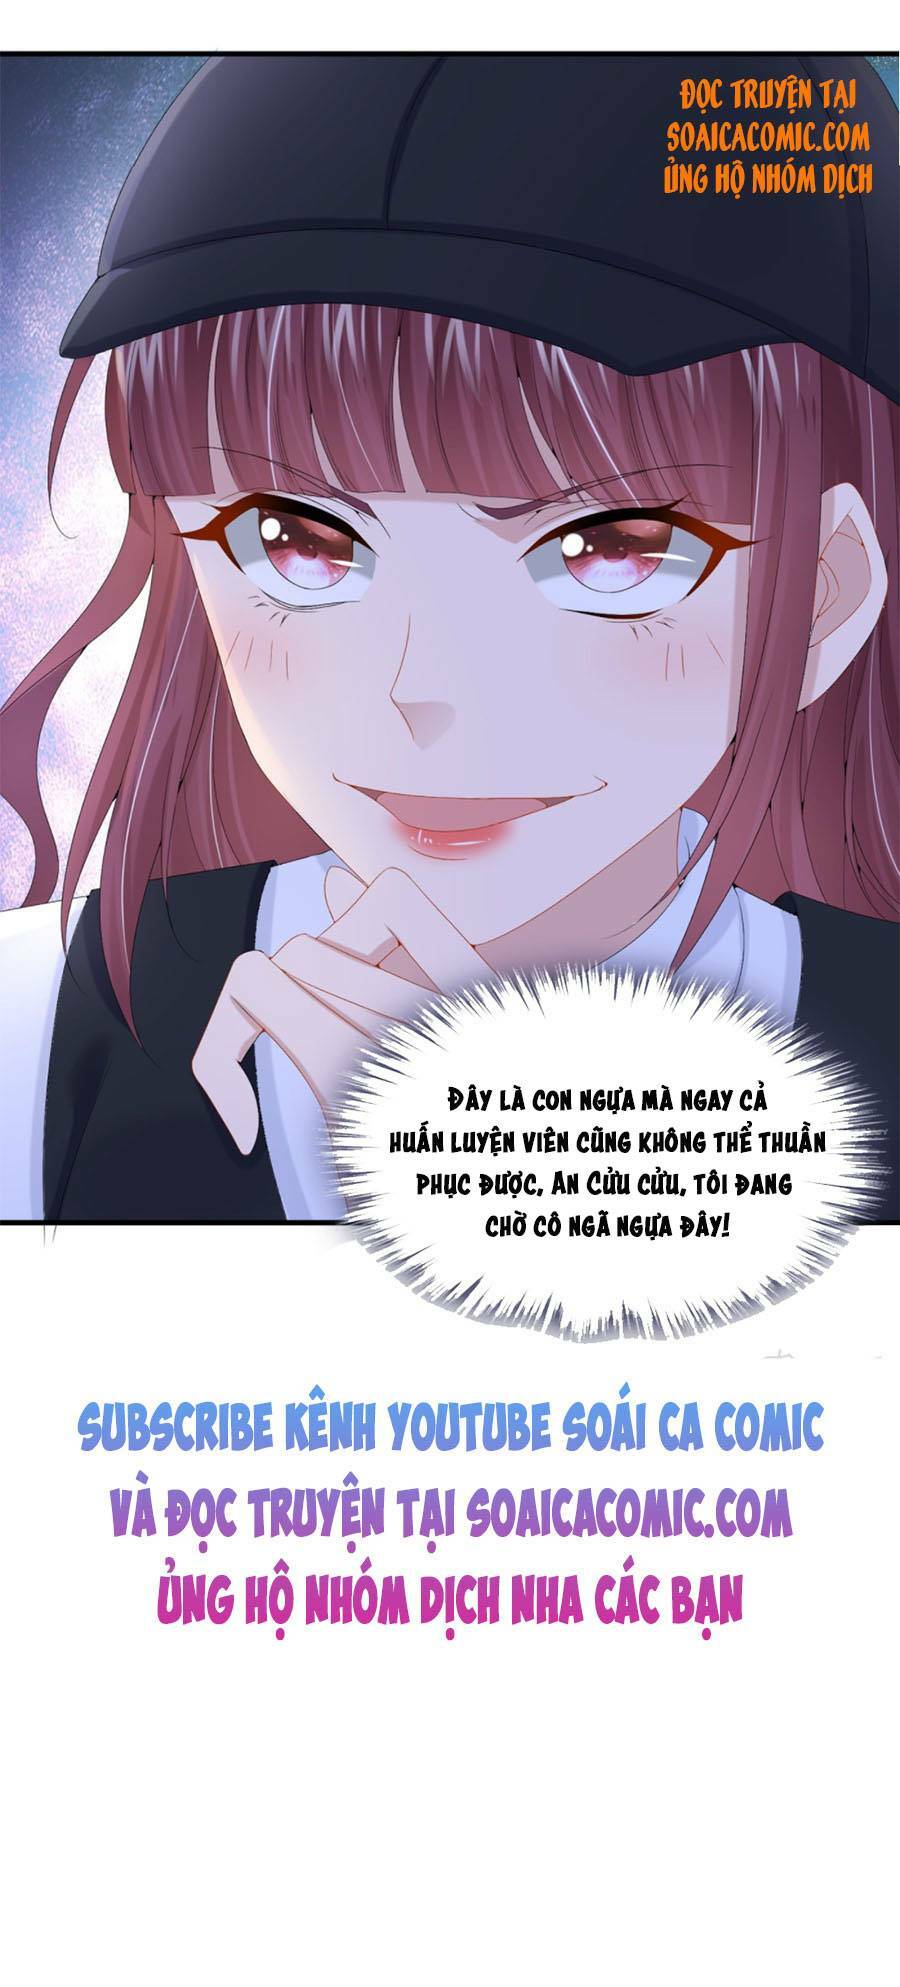 ĐỌC TRUYỆN TẠI
SOAICACOMIC.COM
ỦNG HỘ NHÓM DỊCH
ĐÂY LÀ CON NGỰA MÀ NGAY CẢ
HUẤN LUYỆN VIÊN CŨNG KHÔNG THỂ THUẦN
PHỤC ĐƯỢC, AN CỬU CỬU, TÔI ĐANG
CHỜ CÔ NGÃ NGỰA ĐÂY!
SUBSCRIBE KÊNH YOUTUBE SOÁI CA COMIC
VÀ ĐỌC TRUYỆN TẠI SOAICACOMIC.COM
ỦNG HỘ NHÓM DỊCH NHA CÁC BẠN